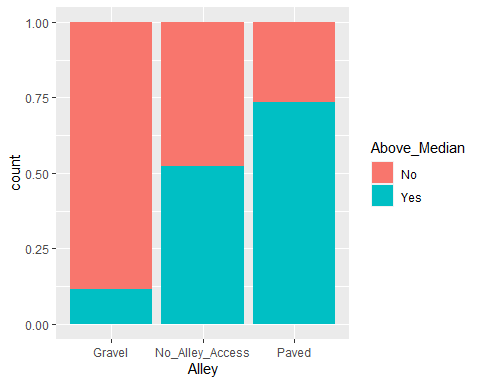 1.00
0.75
0.50
0.25
0.00
count
Gravel
No_Alley_Access
Paved
Alley
Above_Median
No
Yes